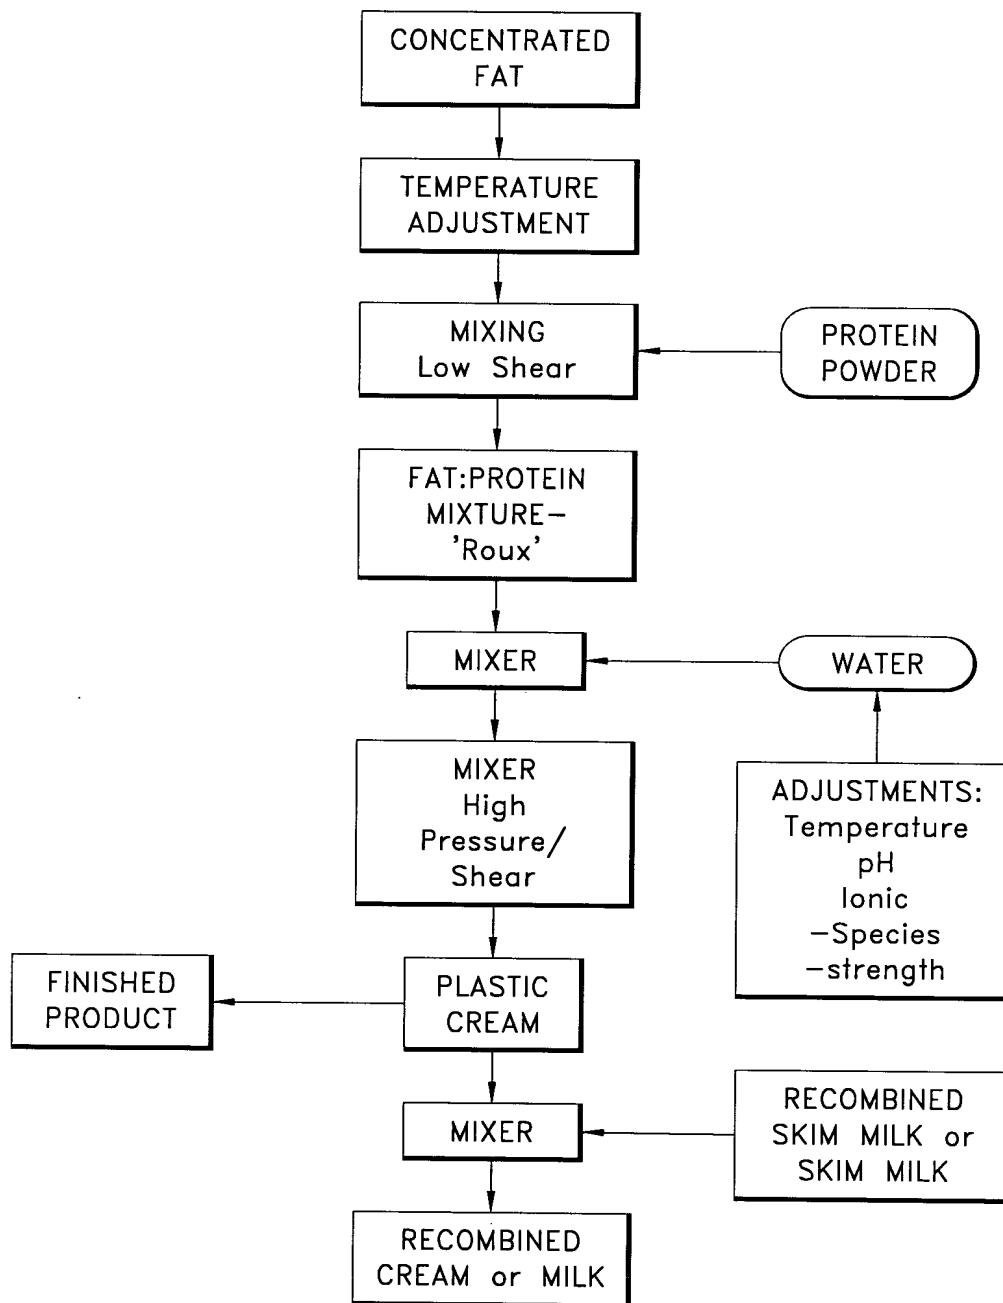 CONCENTRATED
FAT
TEMPERATURE
ADJUSTMENT
MIXING
Low Shear
PROTEIN
POWDER
FAT:PROTEIN
MIXTURE–
'Roux'
MIXER
WATER
MIXER
High
Pressure/
Shear
ADJUSTMENTS:
Temperature
pH
Ionic
–Species
–strength
FINISHED
PRODUCT
PLASTIC
CREAM
MIXER
RECOMBINED
SKIM MILK or
SKIM MILK
RECOMBINED
CREAM or MILK